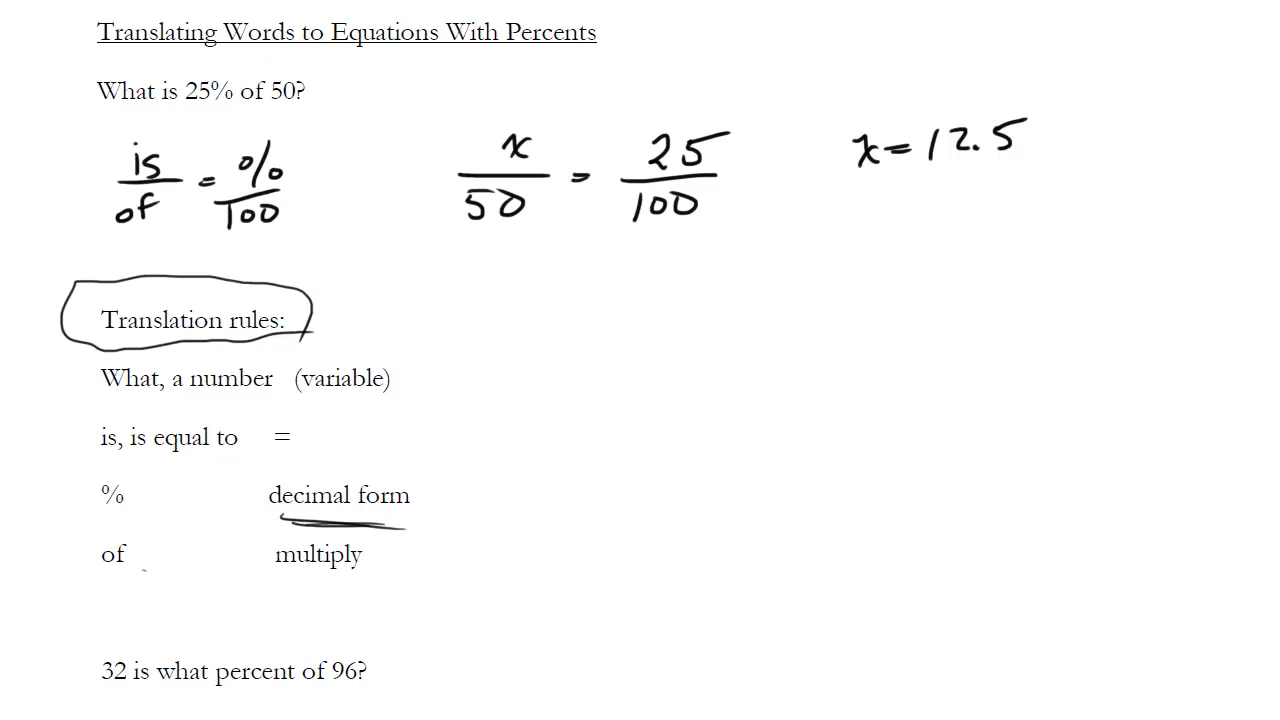 Translating Words to Equations With Percents
What is 25% of 50?
is/of = %/100    x/50 = 25/100    x = 12.5
Translation rules:
What, a number (variable)
is, is equal to =
% decimal form
of multiply
32 is what percent of 96?